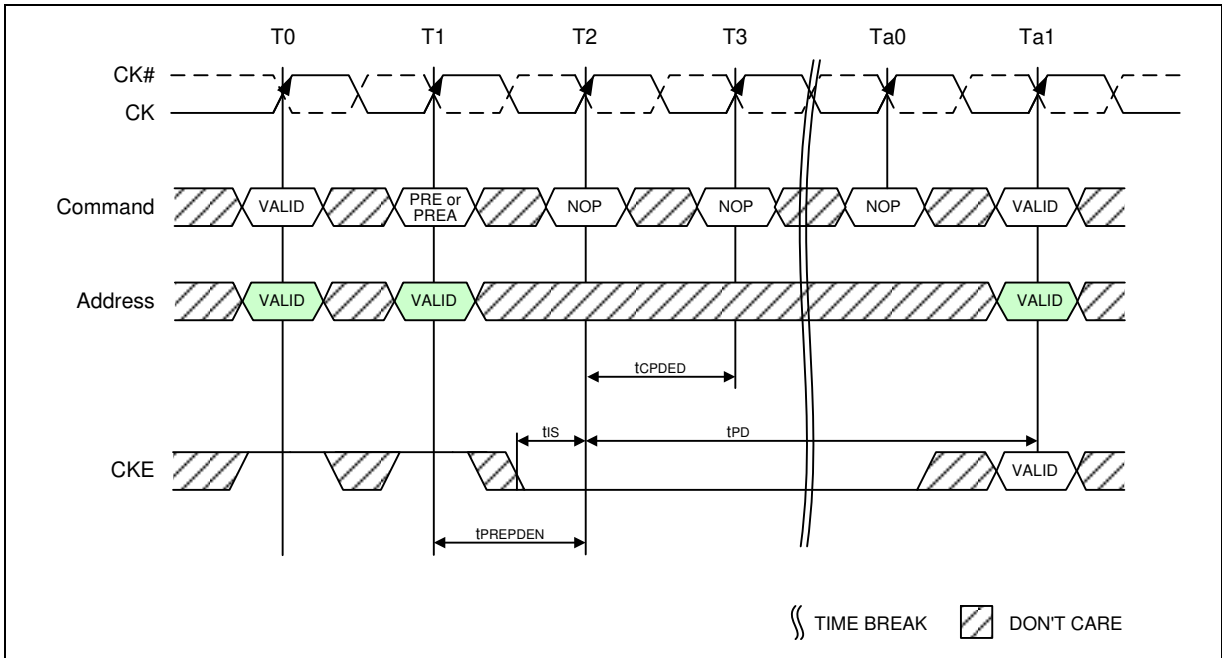 T0 T1 T2 T3 Ta0 Ta1
CK#
CK
Command VALID PRE or PREA NOP NOP NOP VALID
Address VALID VALID VALID
tCPDED
tIS tPD
CKE VALID
tPREPDEN
TIME BREAK DON'T CARE